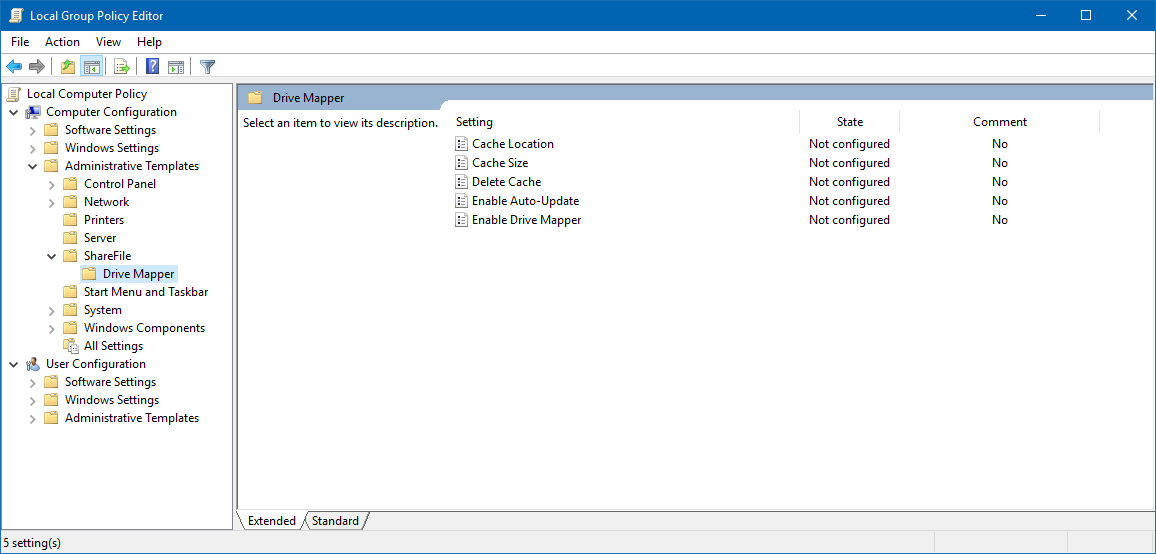 Local Group Policy Editor
File Action View Help
Local Computer Policy
Computer Configuration
Software Settings
Windows Settings
Administrative Templates
Control Panel
Network
Printers
Server
ShareFile
Drive Mapper
Start Menu and Taskbar
System
Windows Components
All Settings
User Configuration
Software Settings
Windows Settings
Administrative Templates
Drive Mapper
Select an item to view its description.
Setting State Comment
Cache Location Not configured No
Cache Size Not configured No
Delete Cache Not configured No
Enable Auto-Update Not configured No
Enable Drive Mapper Not configured No
Extended Standard
5 setting(s)